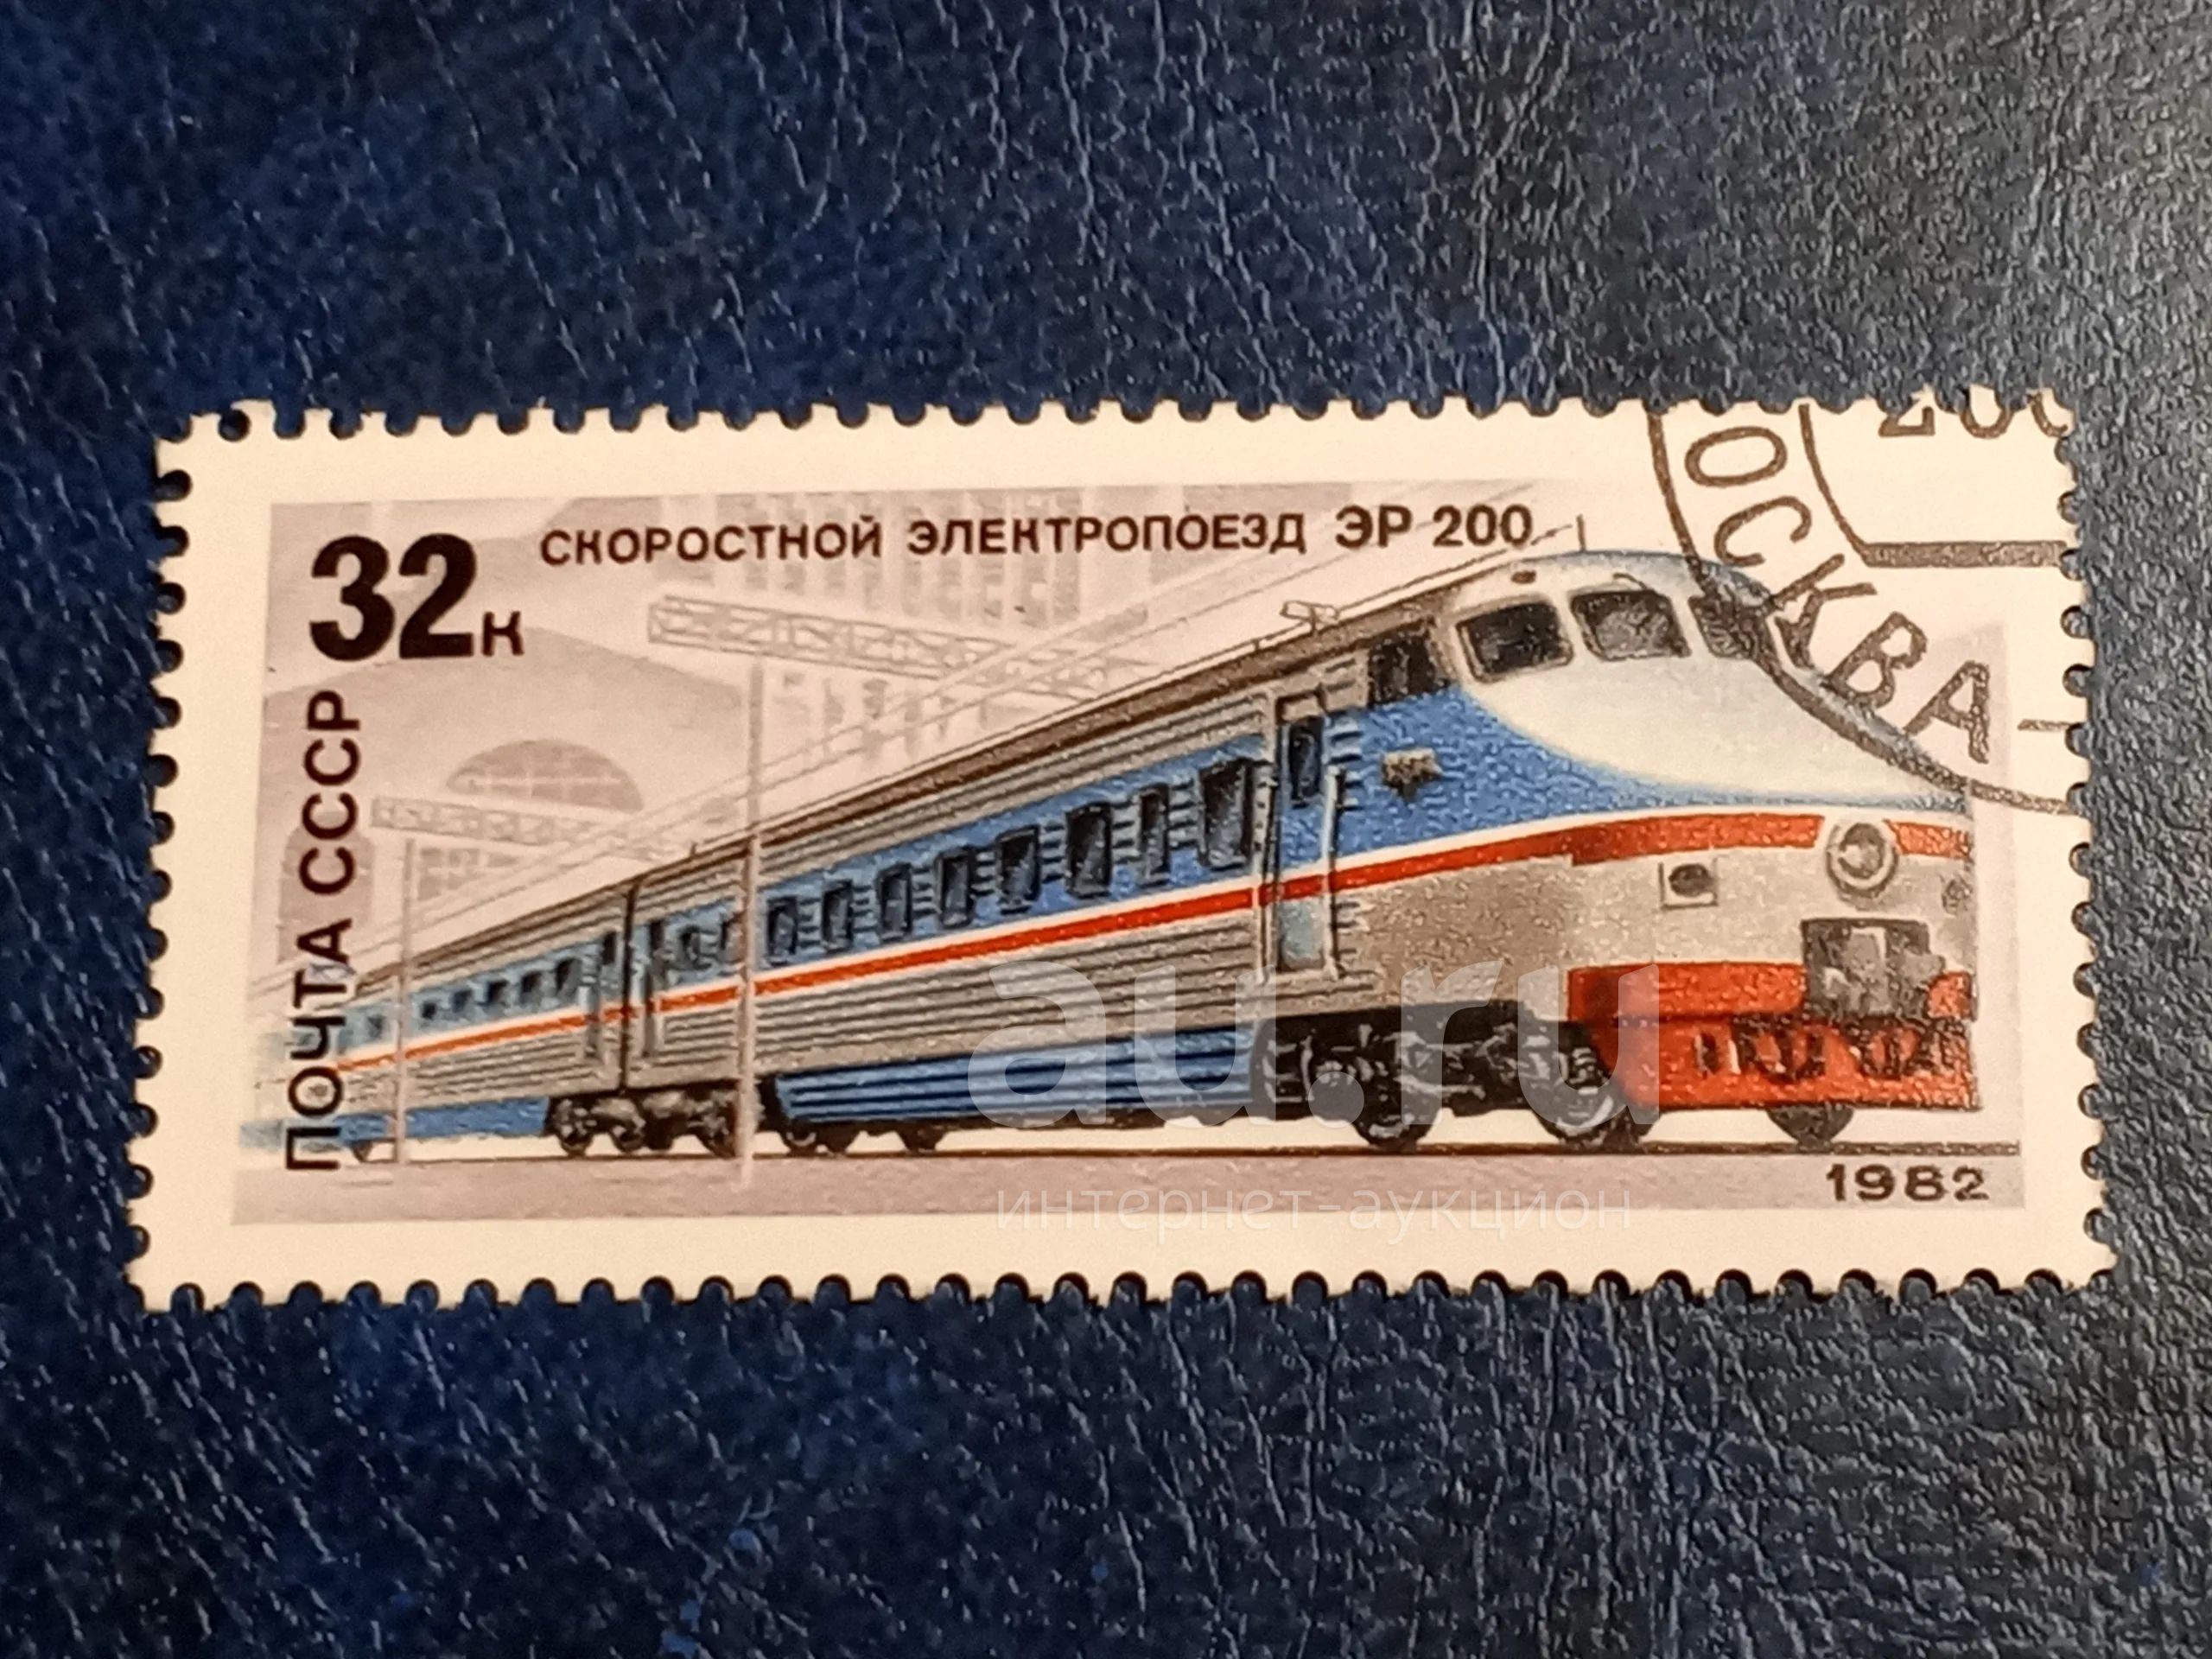 32к
СКОРОСТНОЙ ЭЛЕКТРОПОЕЗД ЭР 200
ПОЧТА СССР
ОСКВА-
1982
au.ru
интернет-аукцион